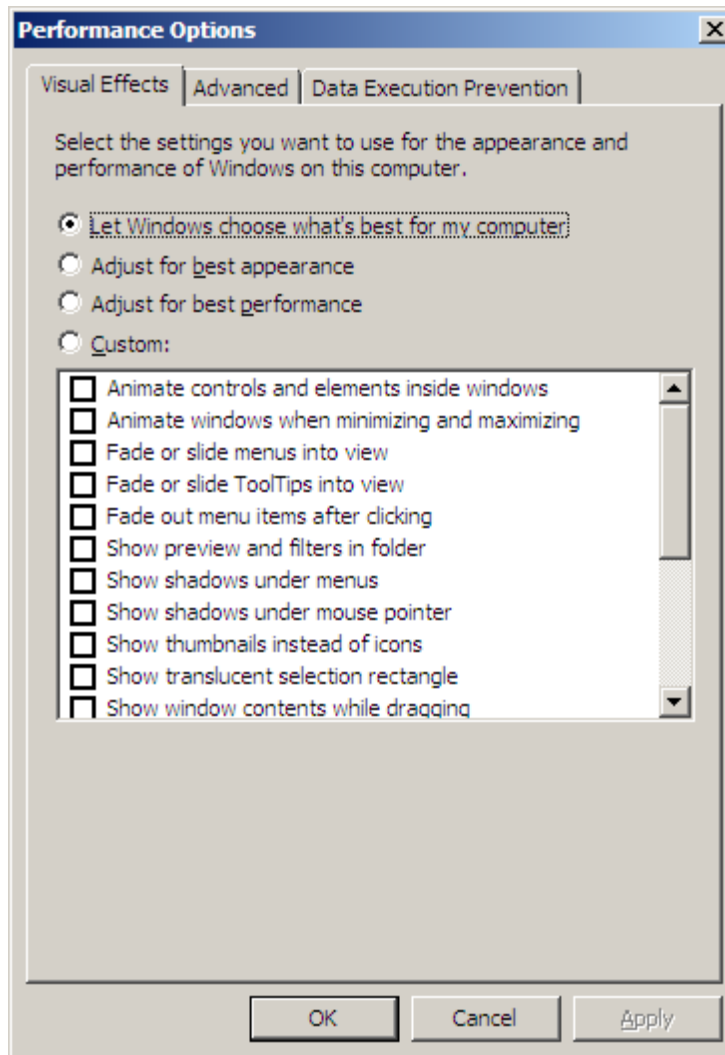 Performance Options
Visual Effects
Advanced
Data Execution Prevention
Select the settings you want to use for the appearance and
performance of Windows on this computer.
Let Windows choose what's best for my computer
Adjust for best appearance
Adjust for best performance
Custom:
Animate controls and elements inside windows
Animate windows when minimizing and maximizing
Fade or slide menus into view
Fade or slide ToolTips into view
Fade out menu items after clicking
Show preview and filters in folder
Show shadows under menus
Show shadows under mouse pointer
Show thumbnails instead of icons
Show translucent selection rectangle
Show window contents while dragging
OK
Cancel
Apply